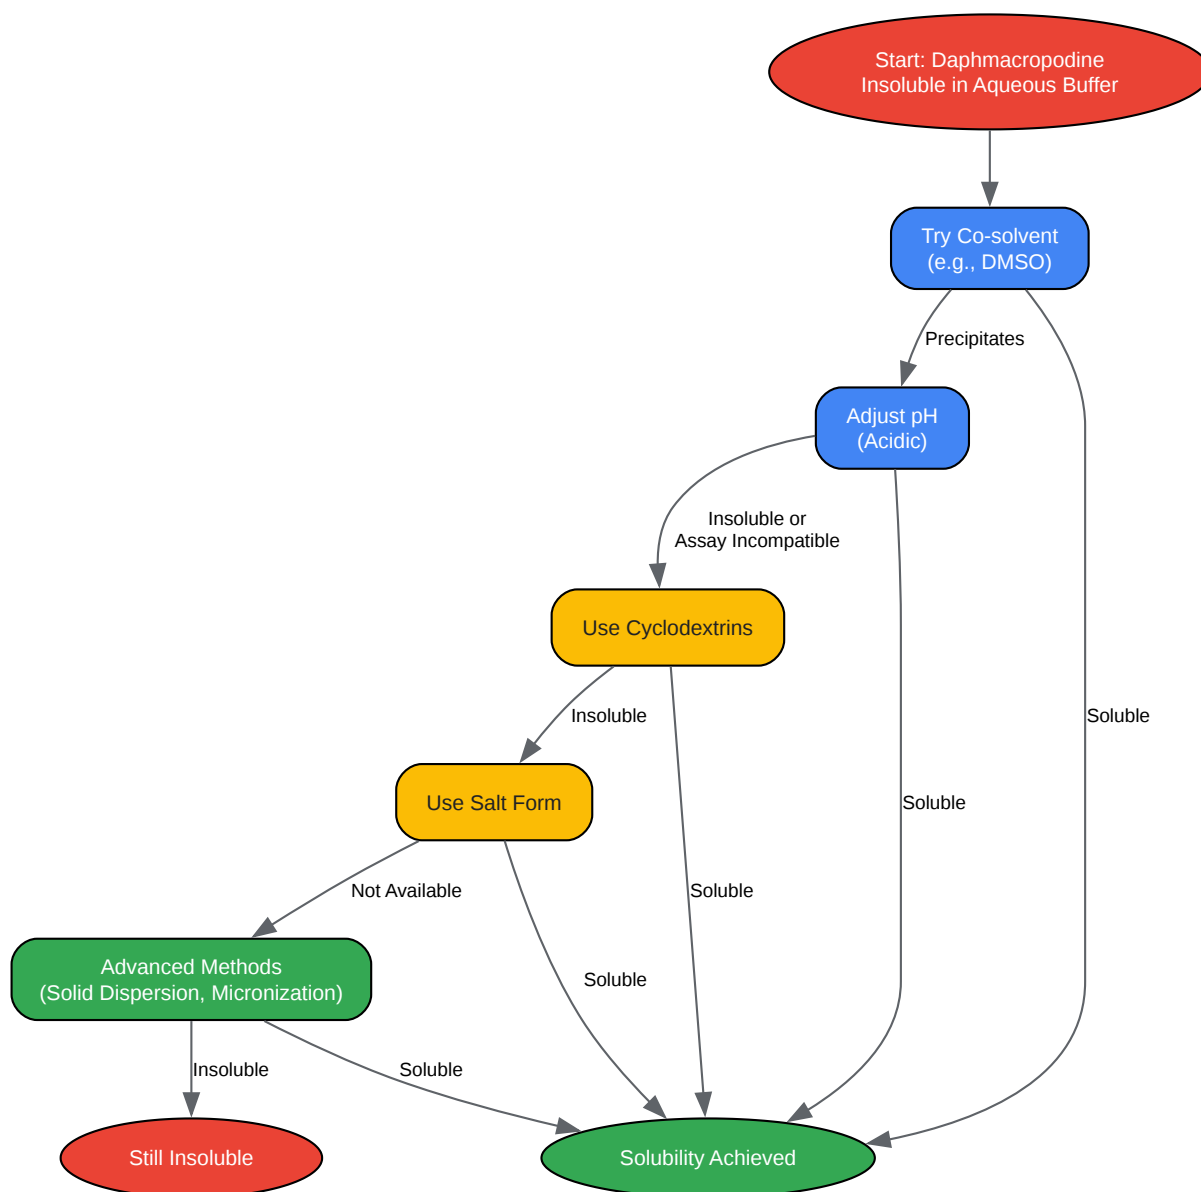 Start: Daphmacropodine
Insoluble in Aqueous Buffer
Try Co-solvent
(e.g., DMSO)
Precipitates
Adjust pH
(Acidic)
Insoluble or
Assay Incompatible
Use Cyclodextrins
Insoluble
Soluble
Use Salt Form
Soluble
Not Available
Soluble
Advanced Methods
(Solid Dispersion, Micronization)
Soluble
Insoluble
Soluble
Still Insoluble
Solubility Achieved